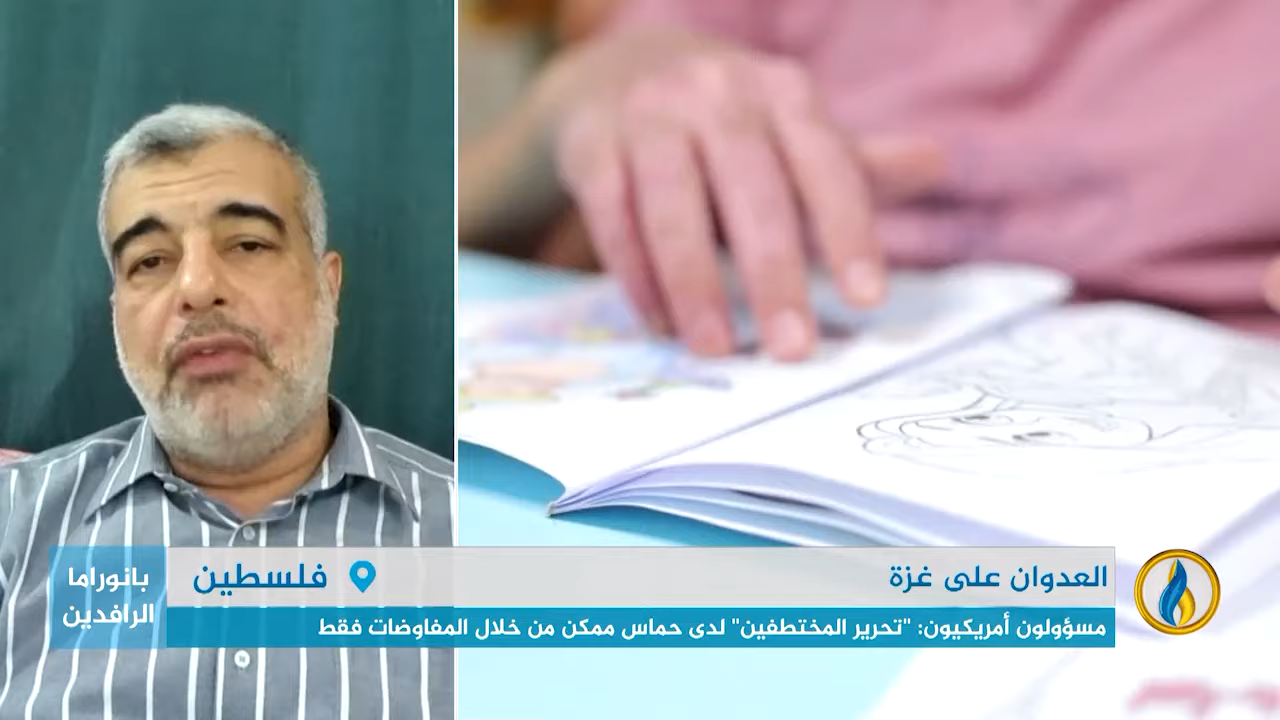 العدوان على غزة
فلسطين
مسؤولون أمريكيون: "تحرير المختطفين" لدى حماس ممكن من خلال المفاوضات فقط
بانوراما
الرافدين